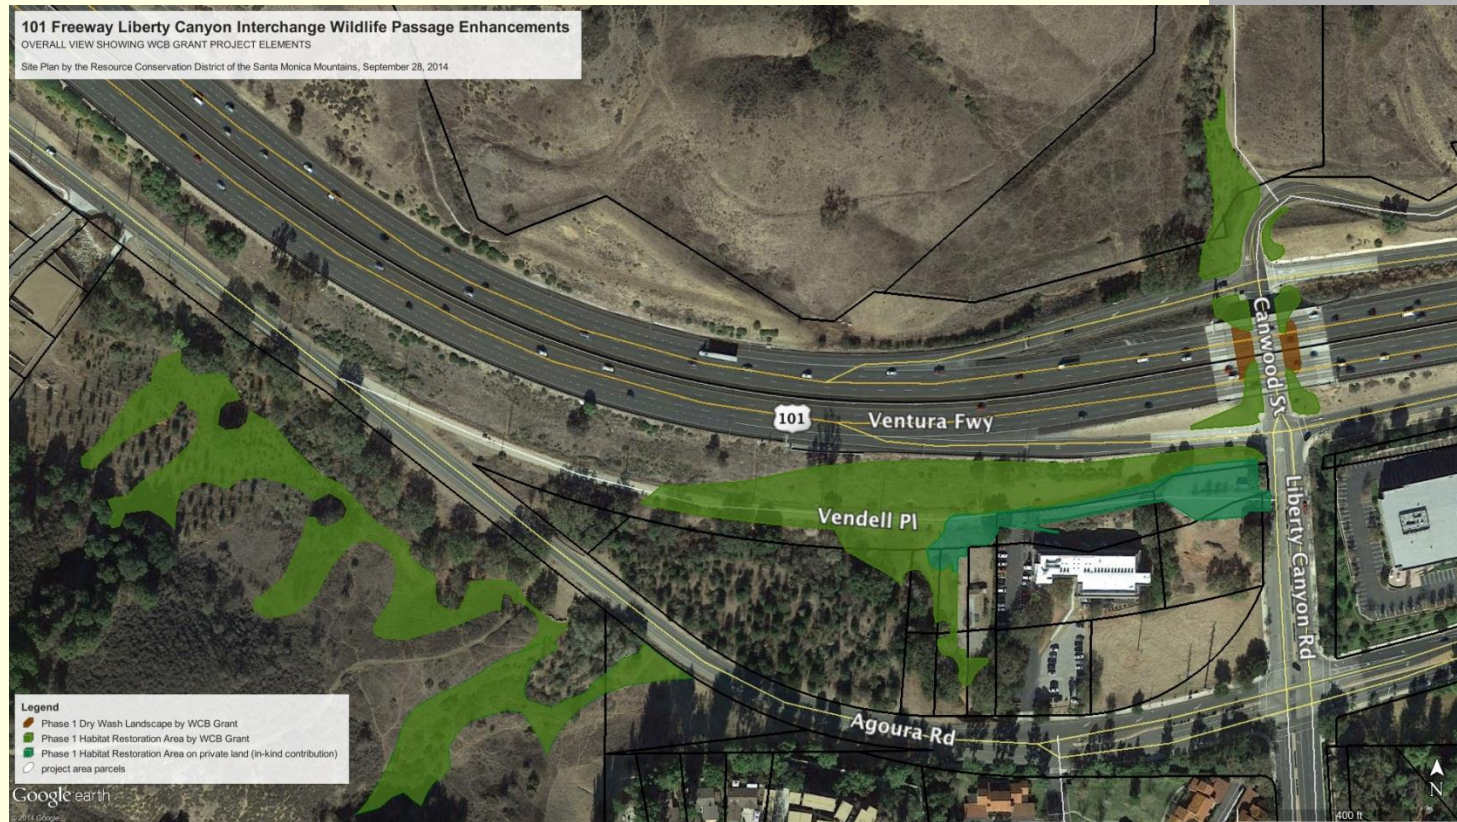 101 Freeway Liberty Canyon Interchange Wildlife Passage Enhancements
OVERALL VIEW SHOWING WCB GRANT PROJECT ELEMENTS
Site Plan by the Resource Conservation District of the Santa Monica Mountains, September 28, 2014
Canwood St
101
Ventura Fwy
Vendell Pl
Liberty Canyon Rd
Agoura Rd
Legend
Phase 1 Dry Wash Landscape by WCB Grant
Phase 1 Habitat Restoration Area by WCB Grant
Phase 1 Habitat Restoration Area on private land (in-kind contribution)
project area parcels
Google earth
© 2014 Google
N
400 ft